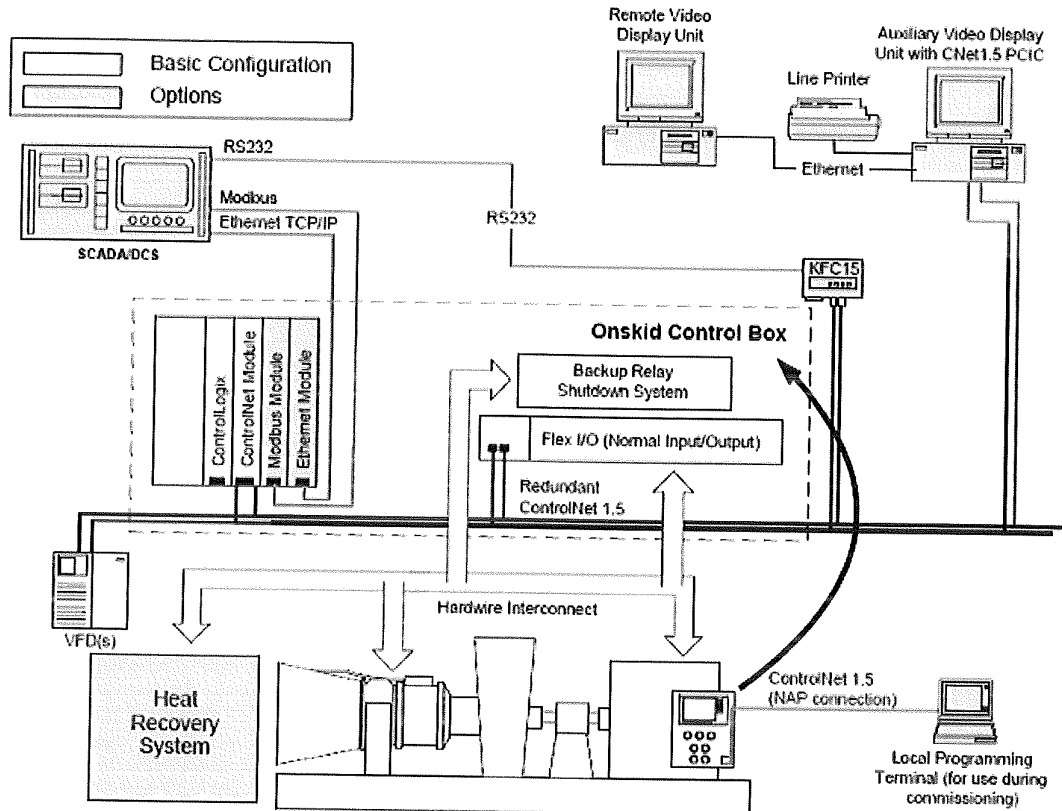 Remote Video
Display Unit
Auxiliary Video Display
Unit with CNet1.5 PCIC
Line Printer
Basic Configuration
Options
RS232
Ethernet
Modbus
Ethernet TCP/IP
RS232
SCADA/DCS
KFC15
Onskid Control Box
ControlLogix
ControlNet Module
Modbus Module
Ethernet Module
Backup Relay
Shutdown System
Flex I/O (Normal Input/Output)
Redundant
ControlNet 1.5
Hardwire Interconnect
VFD(s)
Heat
Recovery
System
ControlNet 1.5
(NAP connection)
Local Programming
Terminal (for use during
commissioning)